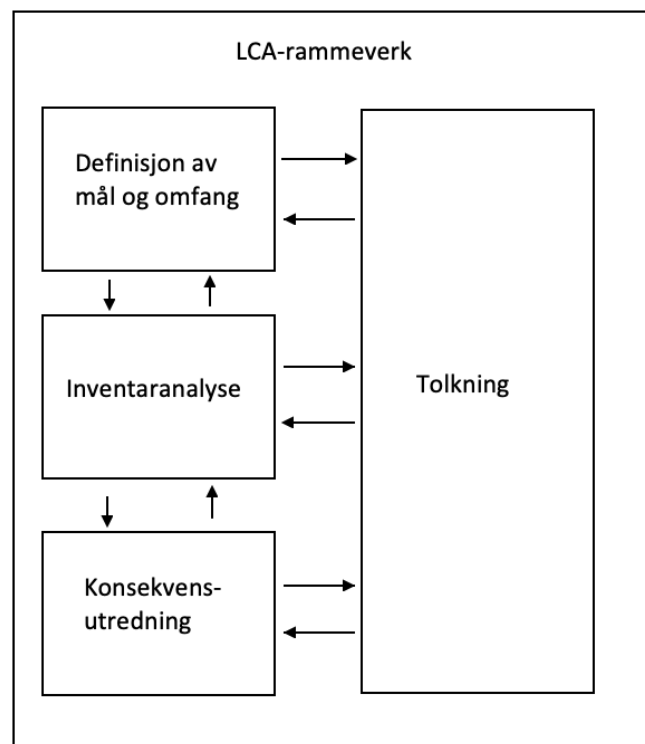 LCA-rammeverk
Definisjon av
mål og omfang
Inventaranalyse
Tolkning
Konsekvens-
utredning